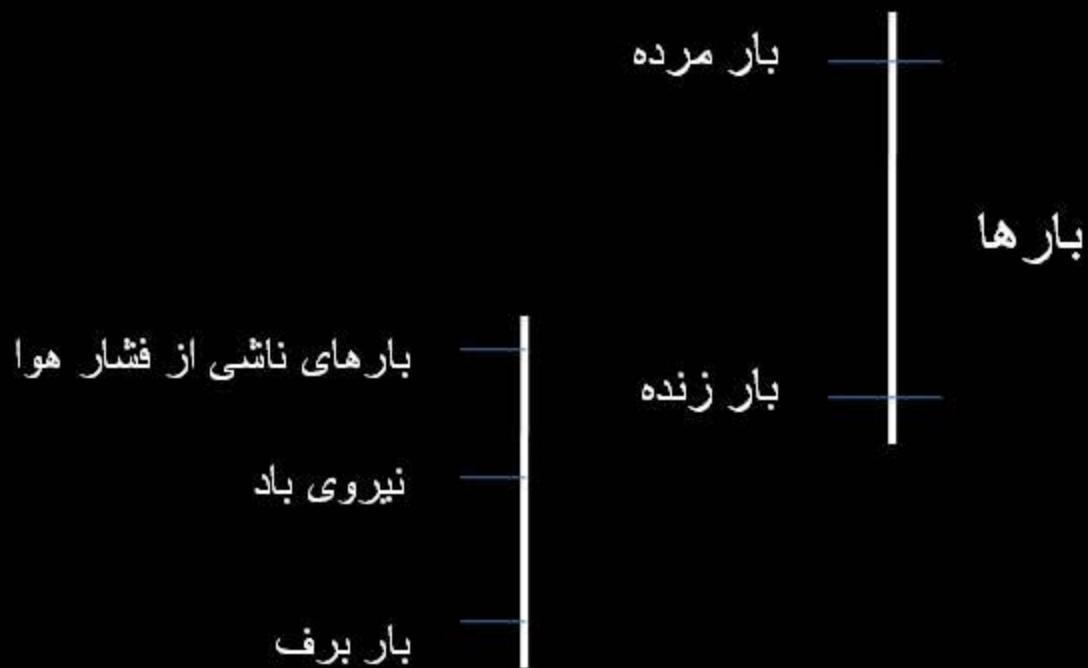 بارها
بار مرده
بار زنده
بارهای ناشی از فشار هوا
نیروی باد
بار برف